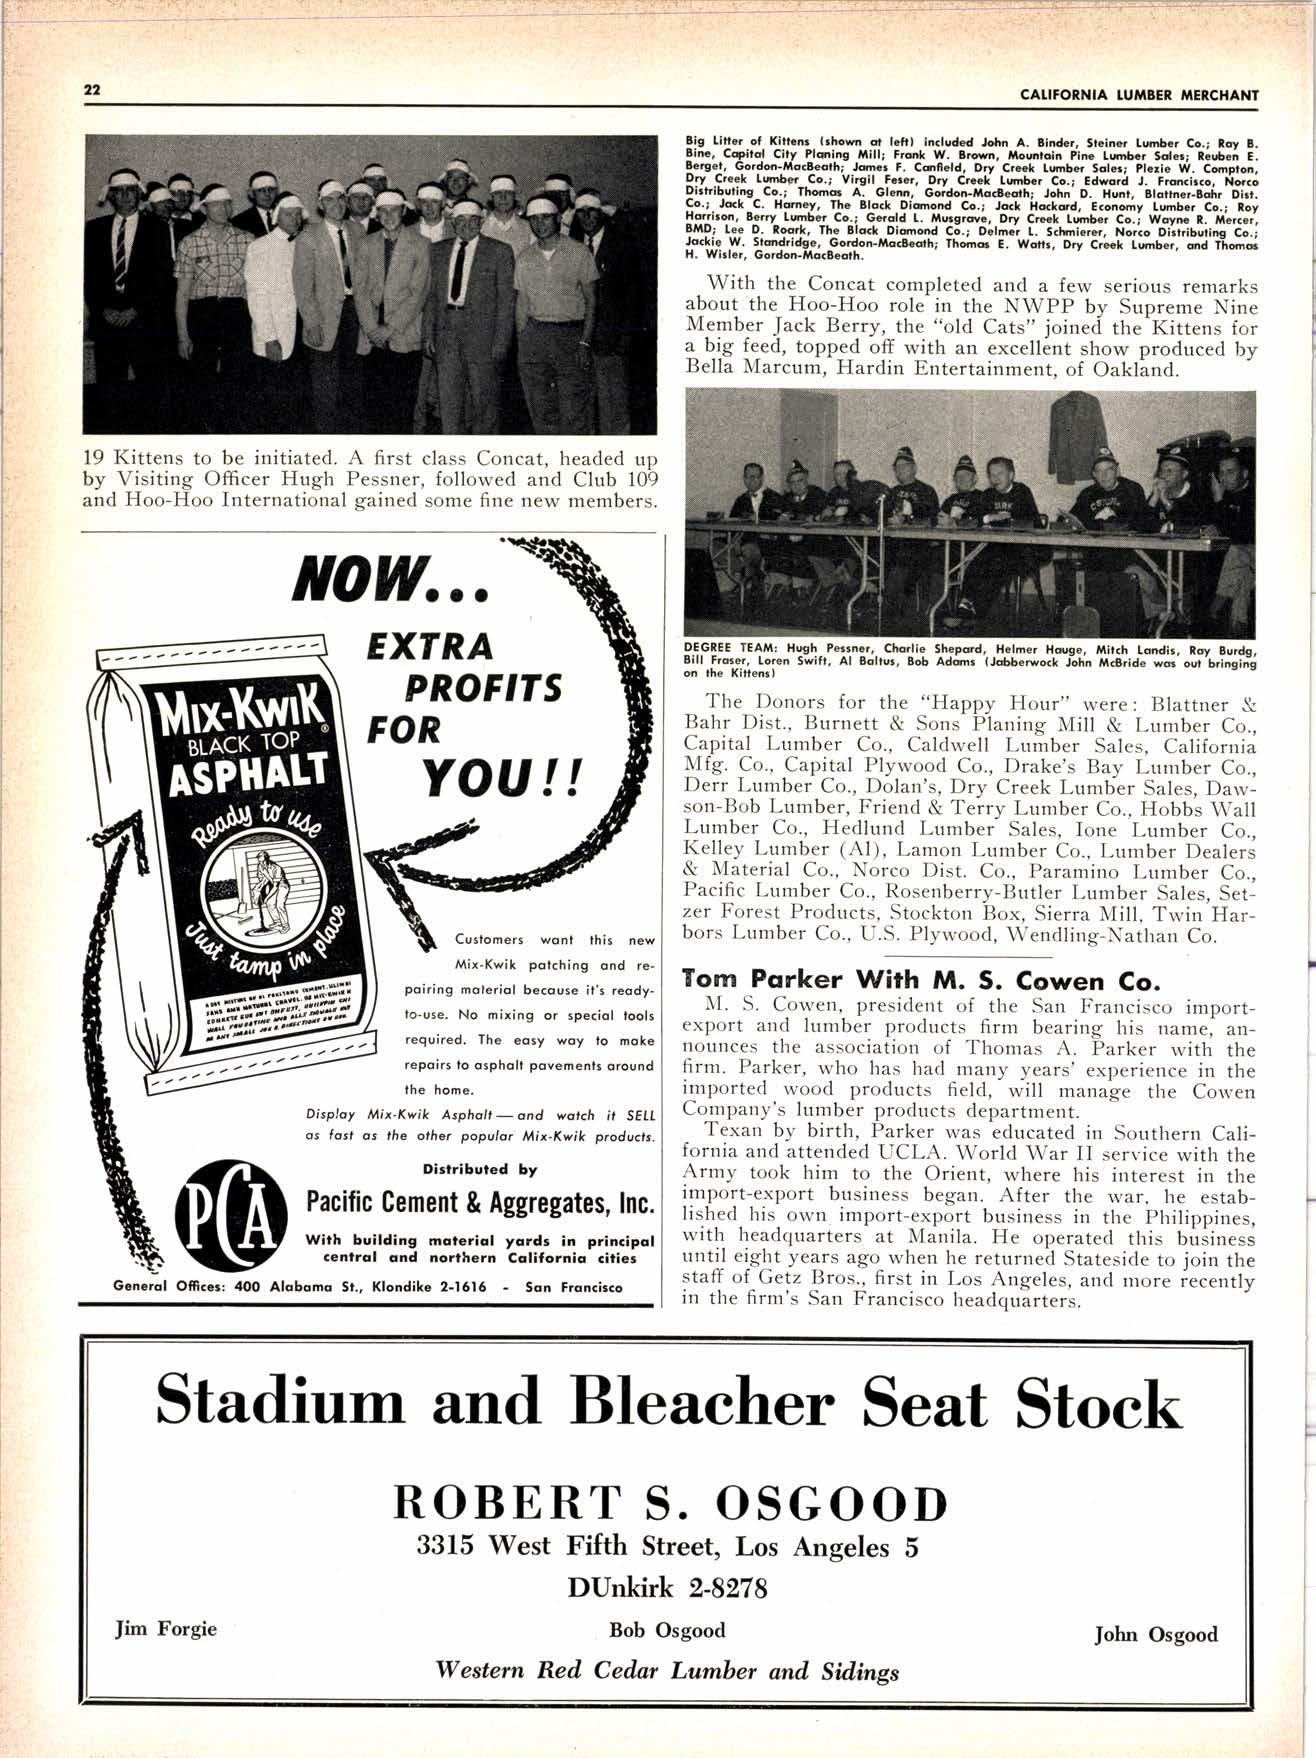 22
CALIFORNIA LUMBER MERCHANT
19 Kittens to be initiated. A first class Concat, headed up
by Visiting Officer Hugh Pessner, followed and Club 109
and Hoo-Hoo International gained some fine new members.
NOW...
EXTRA
PROFITS
FOR
YOU!!
MIX-KWIK
®
BLACK TOP
ASPHALT
Ready to use
Just tamp in place
Customers want this new
Mix-Kwik patching and re-
pairing material because it's ready-
to-use. No mixing or special tools
required. The easy way to make
repairs to asphalt pavements around
the home.
Display Mix-Kwik Asphalt — and watch it SELL
as fast as the other popular Mix-Kwik products.
Distributed by
PCA
Pacific Cement & Aggregates, Inc.
With building material yards in principal
central and northern California cities
General Offices: 400 Alabama St., Klondike 2-1616 - San Francisco
Big Litter of Kittens (shown at left) included John A. Binder, Steiner Lumber Co.; Ray B.
Bine, Capital City Planing Mill; Frank W. Brown, Mountain Pine Lumber Sales; Reuben E.
Berget, Gordon-MacBeath; James F. Canfield, Dry Creek Lumber Sales; Plezie W. Compton,
Dry Creek Lumber Co.; Virgil Feser, Dry Creek Lumber Co.; Edward J. Francisco, Norco
Distributing Co.; Thomas A. Glenn, Gordon-MacBeath; John D. Hunt, Blattner-Bahr Dist.
Co.; Jack C. Harney, The Black Diamond Co.; Jack Hackard, Economy Lumber Co.; Roy
Harrison, Berry Lumber Co.; Gerald L. Musgrave, Dry Creek Lumber Co.; Wayne R. Mercer,
BMD; Lee D. Roark, The Black Diamond Co.; Delmer L. Schmierer, Norco Distributing Co.;
Jackie W. Standridge, Gordon-MacBeath; Thomas E. Watts, Dry Creek Lumber, and Thomas
H. Wisler, Gordon-MacBeath.
With the Concat completed and a few serious remarks
about the Hoo-Hoo role in the NWPP by Supreme Nine
Member Jack Berry, the “old Cats” joined the Kittens for
a big feed, topped off with an excellent show produced by
Bella Marcum, Hardin Entertainment, of Oakland.
DEGREE TEAM: Hugh Pessner, Charlie Shepard, Helmer Hauge, Mitch Landis, Ray Burdg,
Bill Fraser, Loren Swift, Al Baltus, Bob Adams (Jabberwock John McBride was out bringing
on the Kittens)
The Donors for the “Happy Hour” were: Blattner &
Bahr Dist., Burnett & Sons Planing Mill & Lumber Co.,
Capital Lumber Co., Caldwell Lumber Sales, California
Mfg. Co., Capital Plywood Co., Drake's Bay Lumber Co.,
Derr Lumber Co., Dolan's, Dry Creek Lumber Sales, Daw-
son-Bob Lumber, Friend & Terry Lumber Co., Hobbs Wall
Lumber Co., Hedlund Lumber Sales, Ione Lumber Co.,
Kelley Lumber (Al), Lamon Lumber Co., Lumber Dealers
& Material Co., Norco Dist. Co., Paramino Lumber Co.,
Pacific Lumber Co., Rosenberry-Butler Lumber Sales, Set-
zer Forest Products, Stockton Box, Sierra Mill, Twin Har-
bors Lumber Co., U.S. Plywood, Wendling-Nathan Co.
Tom Parker With M. S. Cowen Co.
M. S. Cowen, president of the San Francisco import-
export and lumber products firm bearing his name, an-
nounces the association of Thomas A. Parker with the
firm. Parker, who has had many years' experience in the
imported wood products field, will manage the Cowen
Company's lumber products department.
Texan by birth, Parker was educated in Southern Cali-
fornia and attended UCLA. World War II service with the
Army took him to the Orient, where his interest in the
import-export business began. After the war, he estab-
lished his own import-export business in the Philippines,
with headquarters at Manila. He operated this business
until eight years ago when he returned Stateside to join the
staff of Getz Bros., first in Los Angeles, and more recently
in the firm's San Francisco headquarters.
Stadium and Bleacher Seat Stock
ROBERT S. OSGOOD
3315 West Fifth Street, Los Angeles 5
DUnkirk 2-8278
Jim Forgie
Bob Osgood
John Osgood
Western Red Cedar Lumber and Sidings